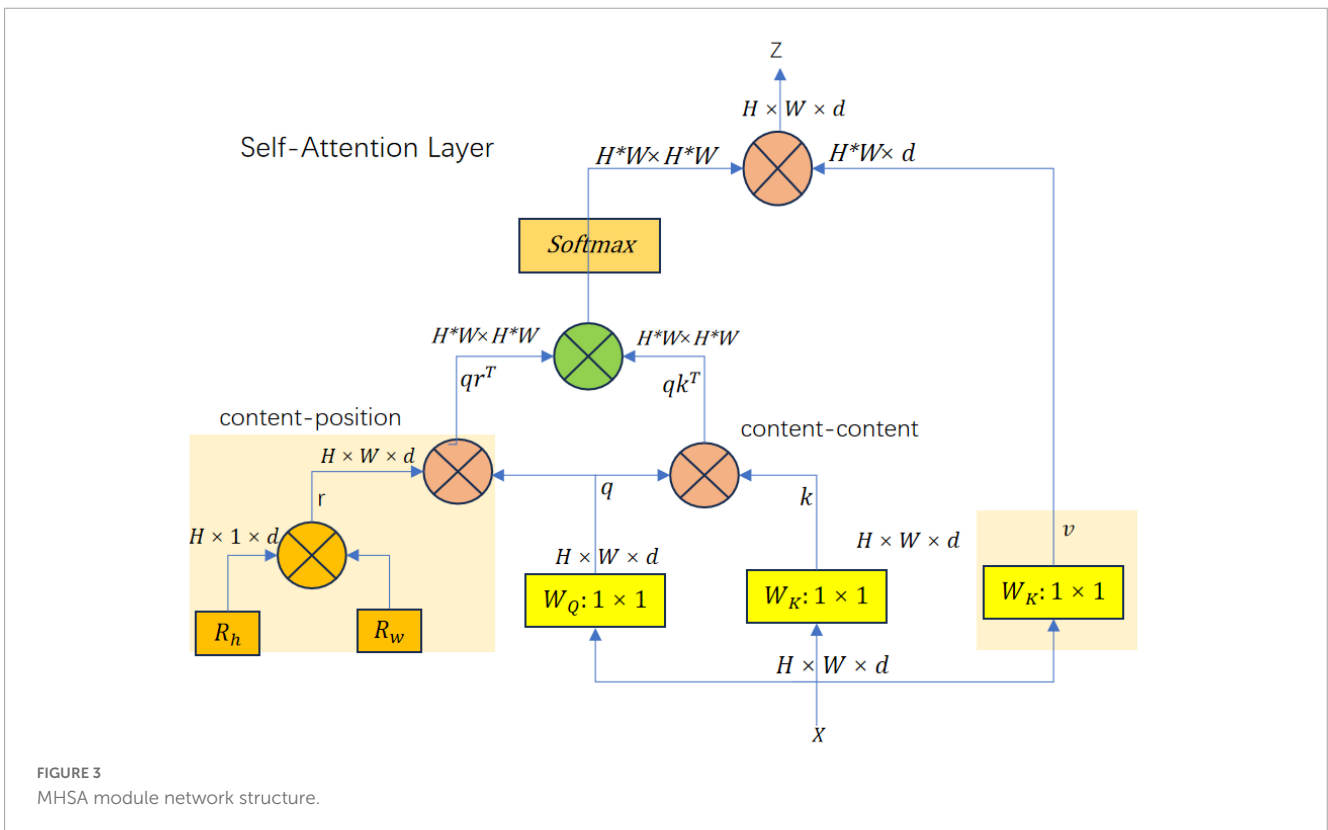 Z
H × W × d
Self-Attention Layer
H*W× H*W
H*W× d
Softmax
H*W× H*W
H*W× H*W
qr^T
qk^T
content-position
content-content
H × W × d
r
q
k
v
H × 1 × d
H × W × d
H × W × d
R_h
R_w
W_Q: 1 × 1
W_K: 1 × 1
W_K: 1 × 1
H × W × d
X
FIGURE 3
MHSA module network structure.